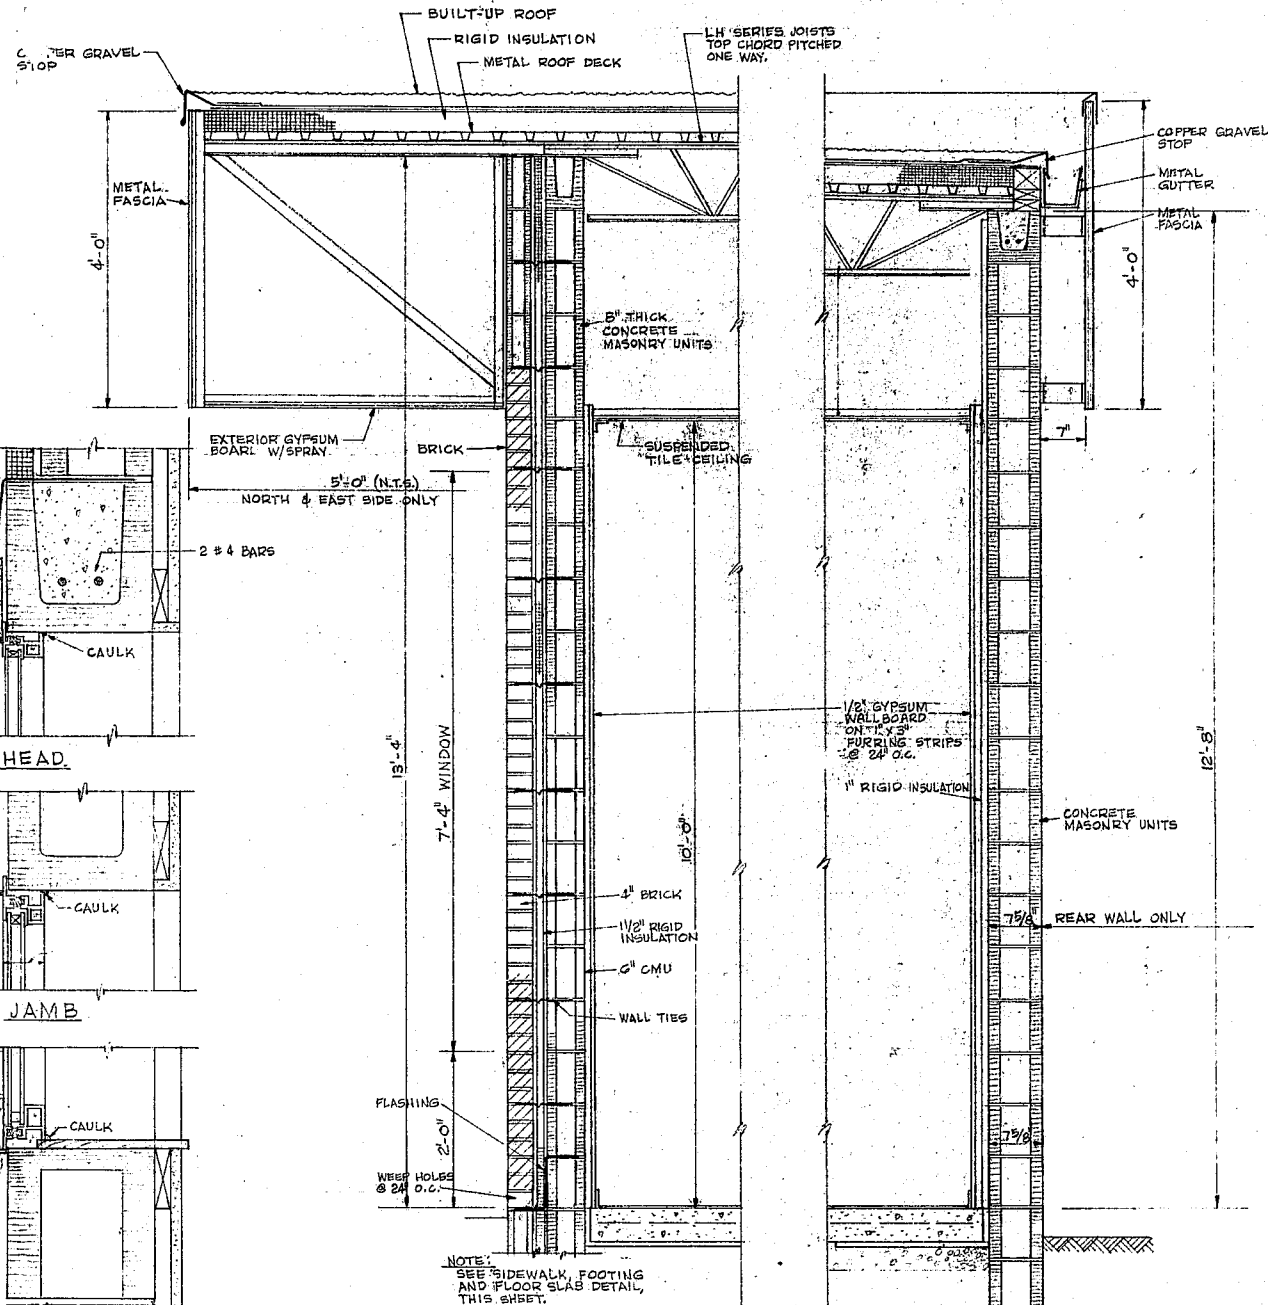 BUILT-UP ROOF
RIGID INSULATION
METAL ROOF DECK
LH SERIES JOISTS
TOP CHORD PITCHED
ONE WAY.
GRAVEL
STOP
COPPER GRAVEL
STOP
METAL
GUTTER
METAL
FASCIA
METAL
FASCIA
4'-0"
4'-0"
8" THICK
CONCRETE
MASONRY UNITS
EXTERIOR GYPSUM
BOARD W/SPRAY
BRICK
SUSPENDED
TILE CEILING
7"
5'-0" (N.T.S.)
NORTH & EAST SIDE ONLY
2 #4 BARS
CAULK
HEAD
13'-4"
7'-4" WINDOW
10'-0"
12'-8"
1/2" GYPSUM
WALLBOARD
ON 1" X 3"
FURRING STRIPS
@ 24" O.C.
1" RIGID INSULATION
CONCRETE
MASONRY UNITS
CAULK
4" BRICK
1 1/2" RIGID
INSULATION
6" CMU
WALL TIES
7 5/8"
REAR WALL ONLY
JAMB
FLASHING
CAULK
2'-0"
7 5/8"
WEEP HOLES
@ 24" O.C.
NOTE:
SEE SIDEWALK, FOOTING
AND FLOOR SLAB DETAIL,
THIS SHEET.